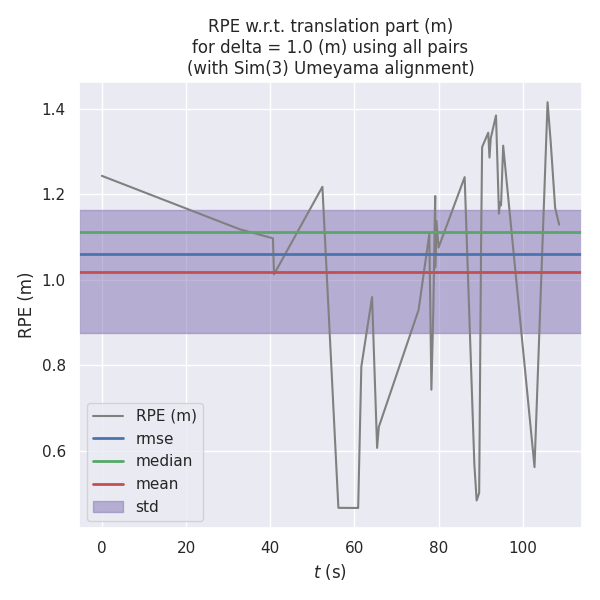 RPE w.r.t. translation part (m)
for delta = 1.0 (m) using all pairs
(with Sim(3) Umeyama alignment)
RPE (m)
1.4
1.2
1.0
0.8
0.6
RPE (m)
rmse
median
mean
std
0 20 40 60 80 100
t (s)